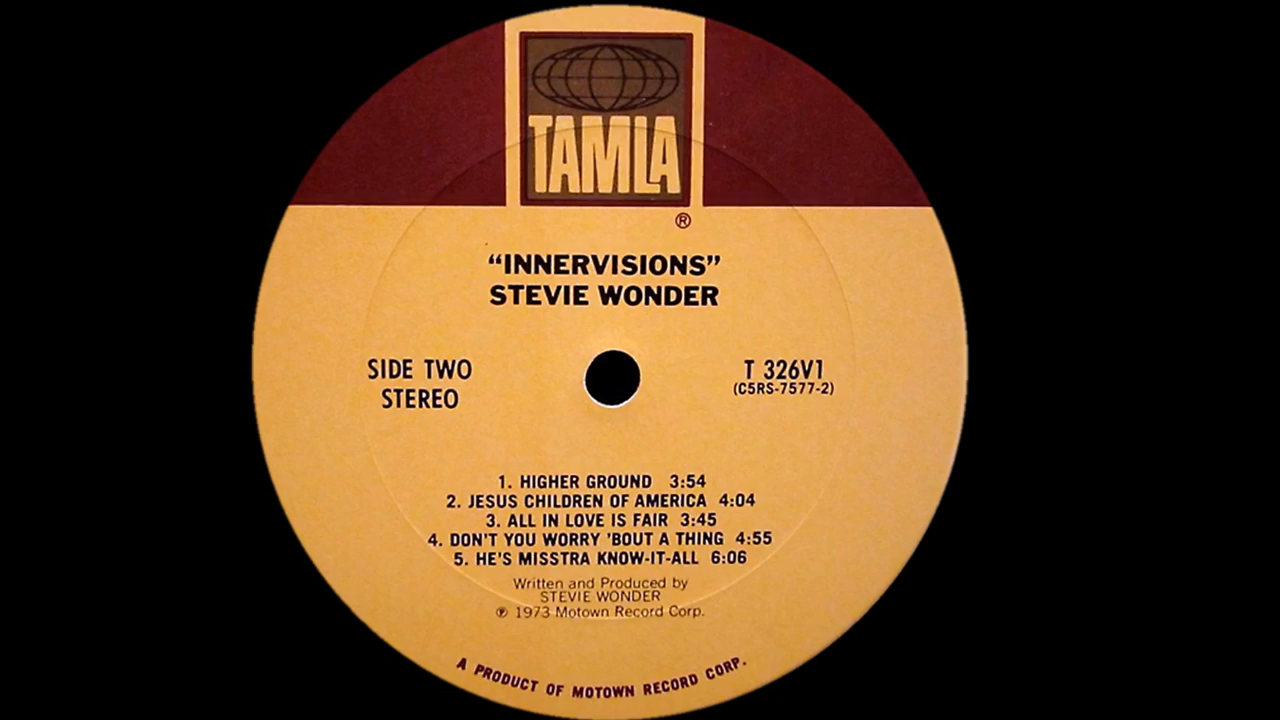 TAMLA
®
“INNERVISIONS”
STEVIE WONDER
SIDE TWO
STEREO
T 326V1
(C5RS-7577-2)
1. HIGHER GROUND 3:54
2. JESUS CHILDREN OF AMERICA 4:04
3. ALL IN LOVE IS FAIR 3:45
4. DON'T YOU WORRY 'BOUT A THING 4:55
5. HE'S MISSTRA KNOW-IT-ALL 6:06
Written and Produced by
STEVIE WONDER
℗ 1973 Motown Record Corp.
A PRODUCT OF MOTOWN RECORD CORP.